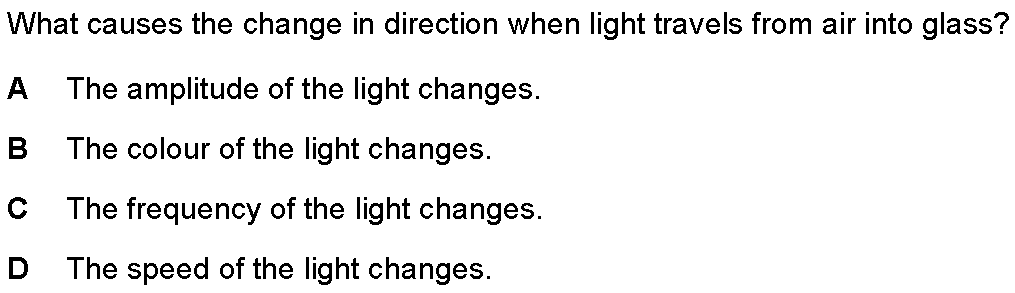 What causes the change in direction when light travels from air into glass?
A The amplitude of the light changes.
B The colour of the light changes.
C The frequency of the light changes.
D The speed of the light changes.